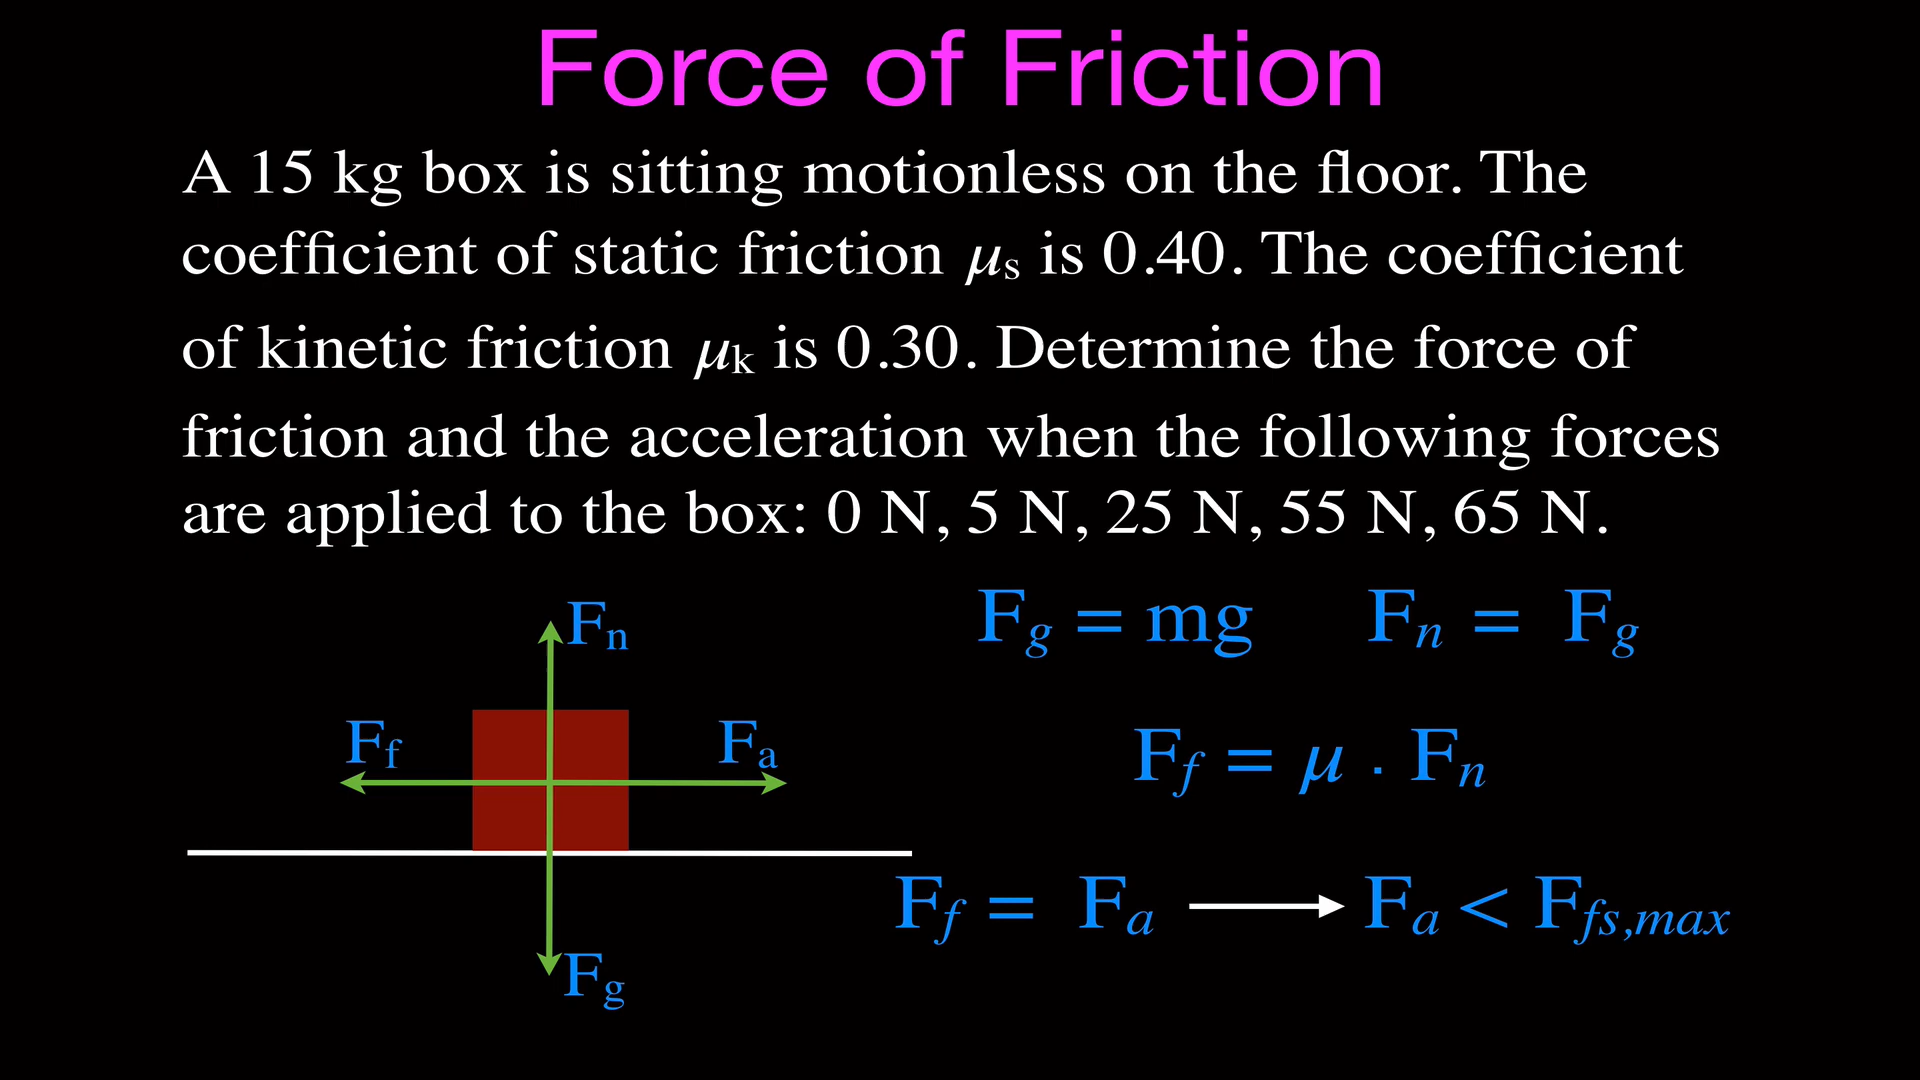 Force of Friction
A 15 kg box is sitting motionless on the floor. The
coefficient of static friction μs is 0.40. The coefficient
of kinetic friction μk is 0.30. Determine the force of
friction and the acceleration when the following forces
are applied to the box: 0 N, 5 N, 25 N, 55 N, 65 N.
Fn
Ff
Fa
Fg
Fg = mg
Fn = Fg
Ff = μ · Fn
Ff = Fa → Fa < Ffs,max